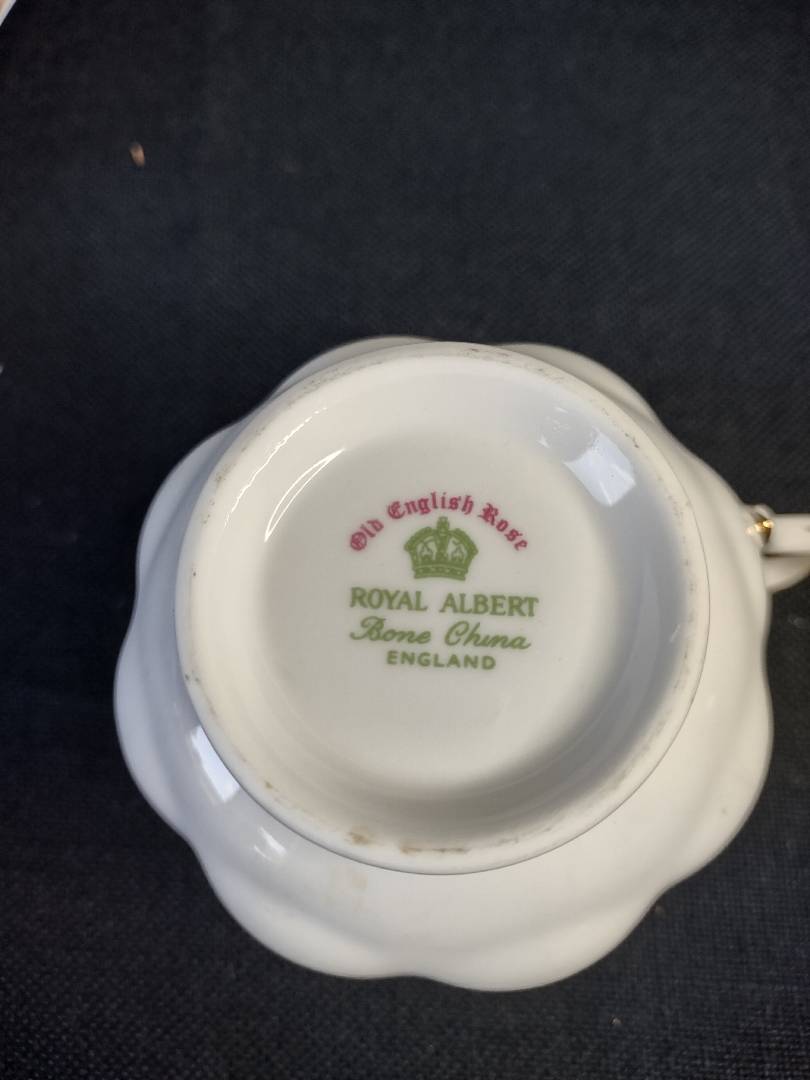 Old English Rose
ROYAL ALBERT
Bone China
ENGLAND